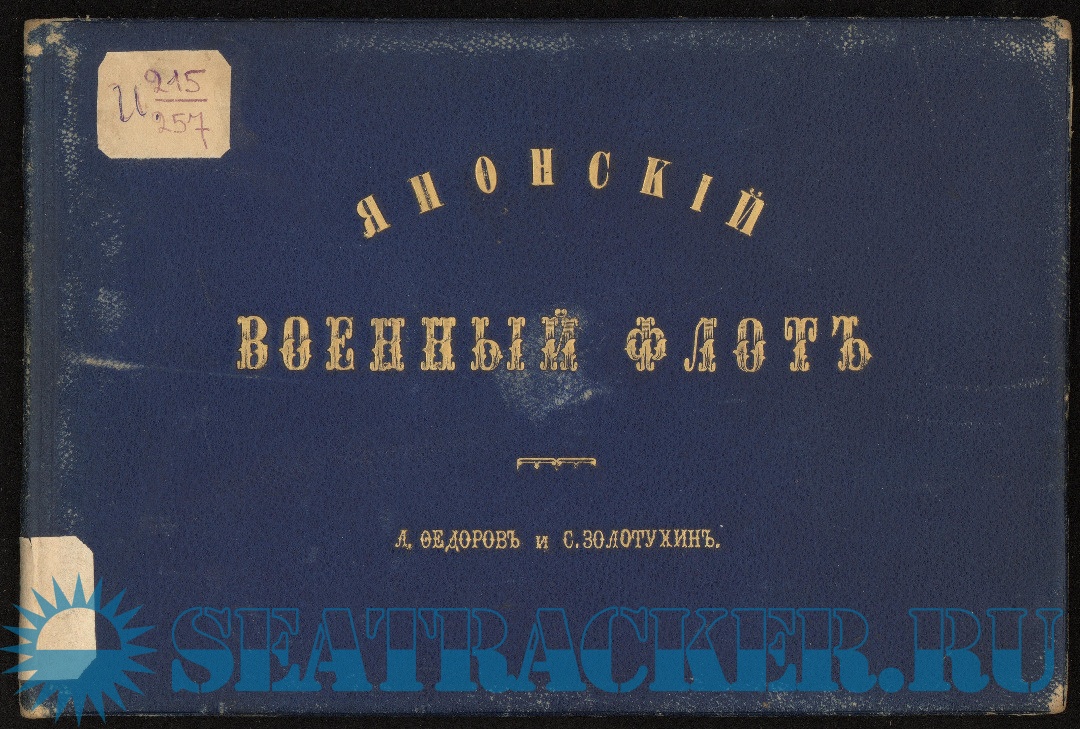 И 215
257
ЯПОНСКІЙ
ВОЕННЫЙ ФЛОТЪ
А. ѲЕДОРОВЪ и С. ЗОЛОТУХИНЪ.
SEATRACKER.RU